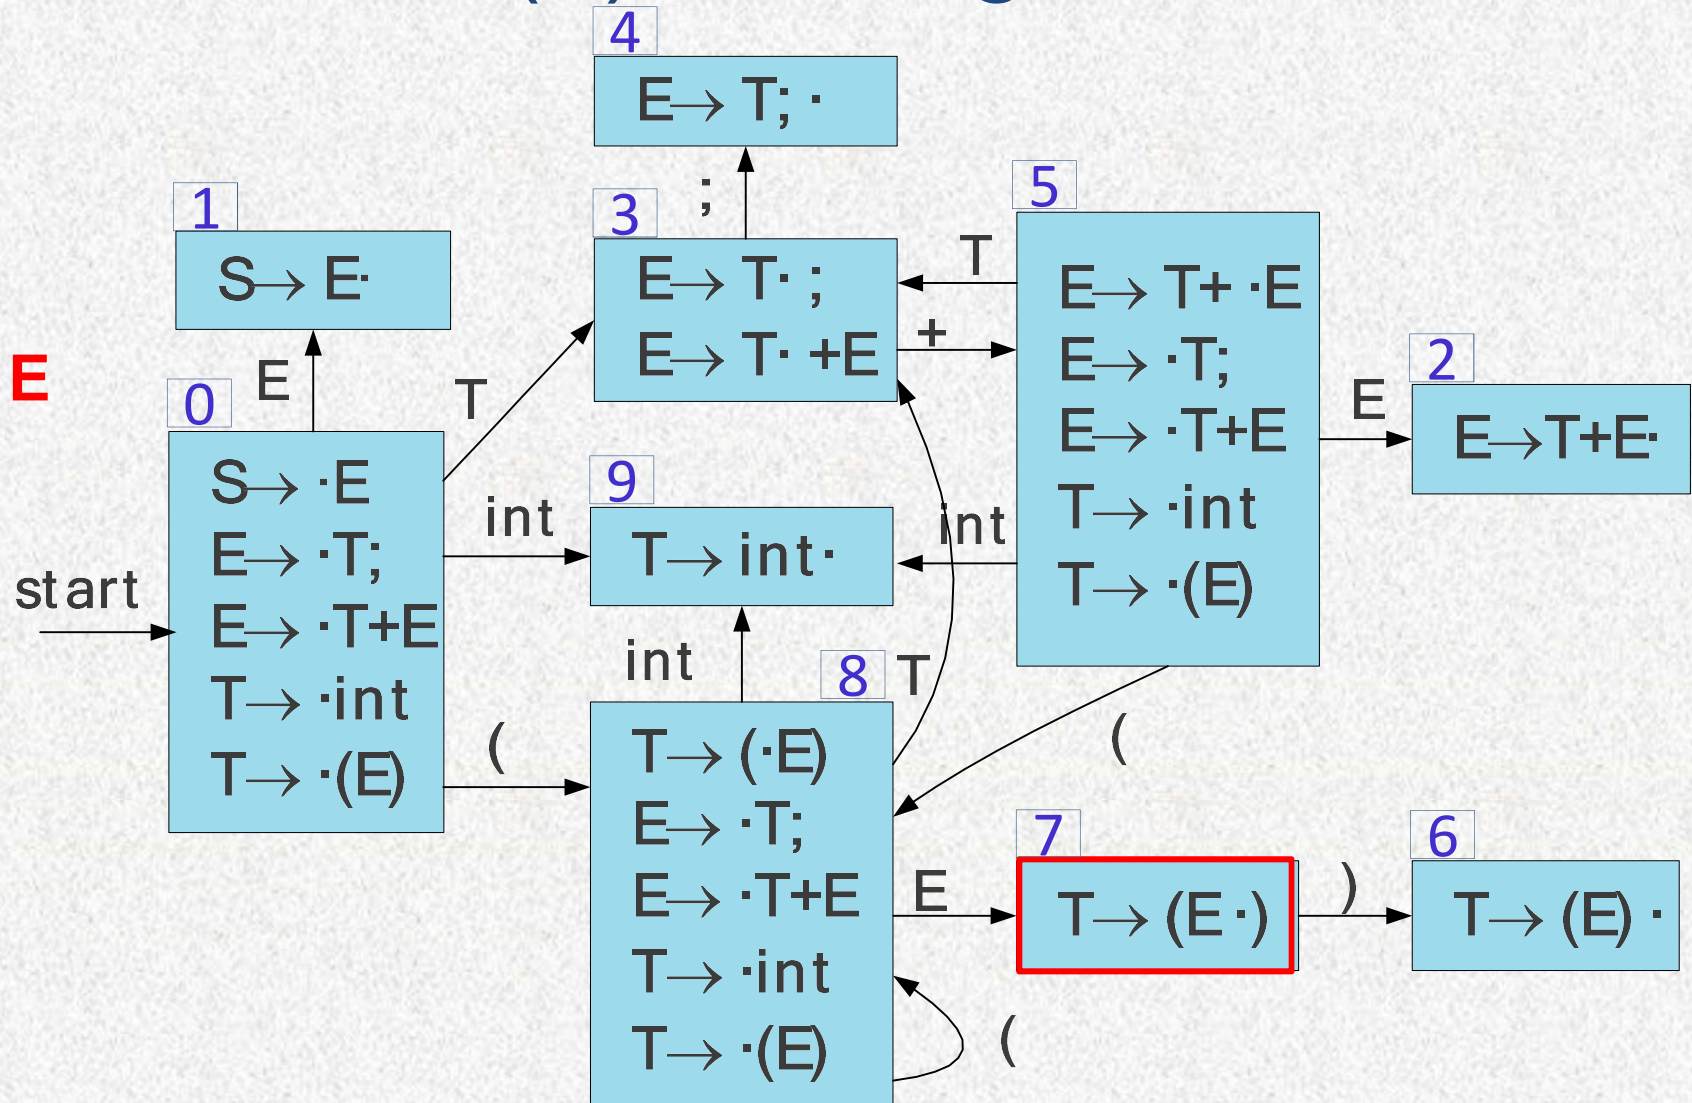 4
E→ T; ·
;
1
S→ E·
3
E→ T· ;
E→ T· +E
T
+
5
E→ T+ ·E
E→ ·T;
E→ ·T+E
T→ ·int
T→ ·(E)
E
2
E→T+E·
E
E
T
0
S→ ·E
E→ ·T;
E→ ·T+E
T→ ·int
T→ ·(E)
start
int
9
T→ int·
int
int
(
8
T
T→ (·E)
E→ ·T;
E→ ·T+E
T→ ·int
T→ ·(E)
(
E
7
T→ (E·)
)
6
T→ (E) ·
(